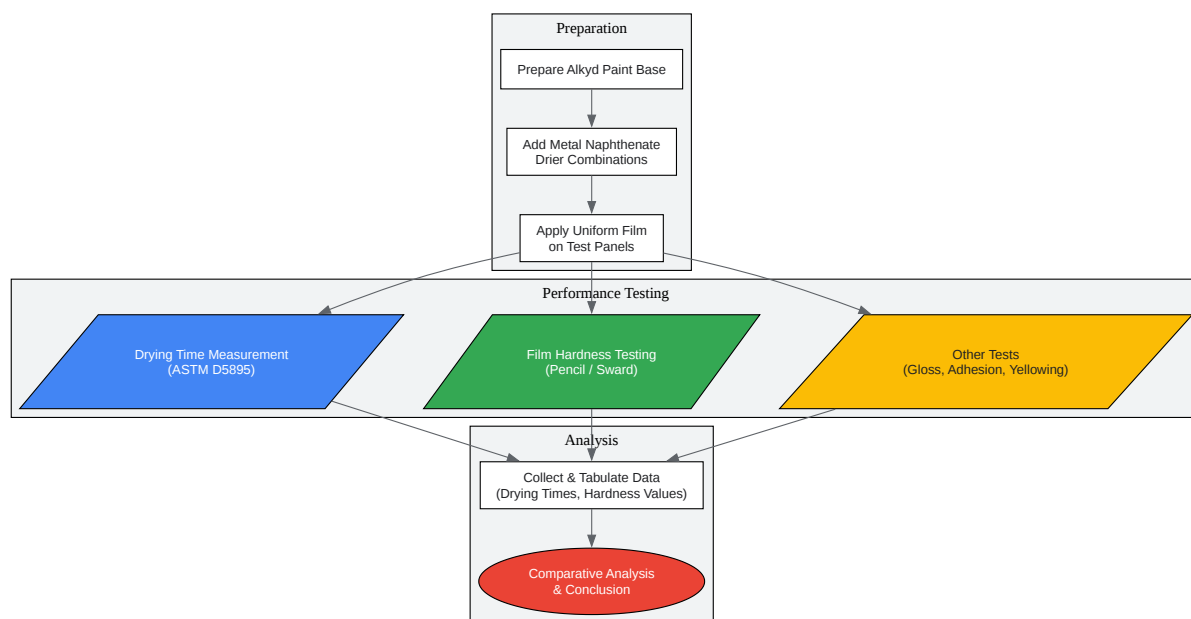 Preparation
Prepare Alkyd Paint Base
Add Metal Naphthenate
Drier Combinations
Apply Uniform Film
on Test Panels
Performance Testing
Drying Time Measurement
(ASTM D5895)
Film Hardness Testing
(Pencil / Sward)
Other Tests
(Gloss, Adhesion, Yellowing)
Analysis
Collect & Tabulate Data
(Drying Times, Hardness Values)
Comparative Analysis
& Conclusion